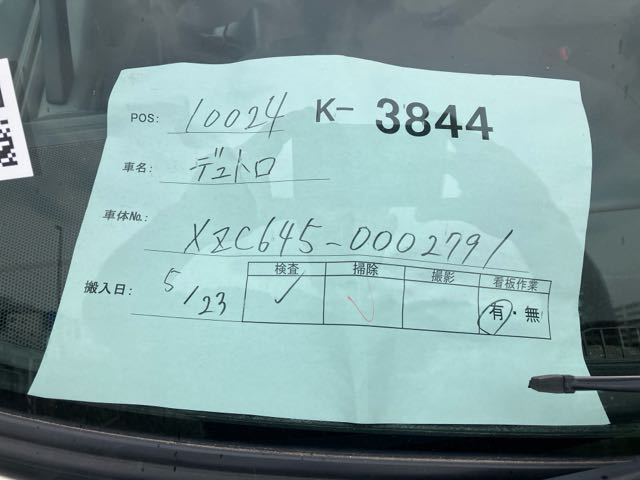 POS: 10024 K- 3844
車名: デュトロ
車体No.: XZC645-0002791
搬入日: 5/23
検査 掃除 撮影 看板作業
✓ ✓ 有・無